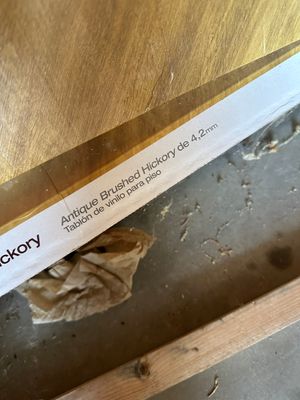 ickory
Antique Brushed Hickory de 4,2mm
Tablón de vinilo para piso